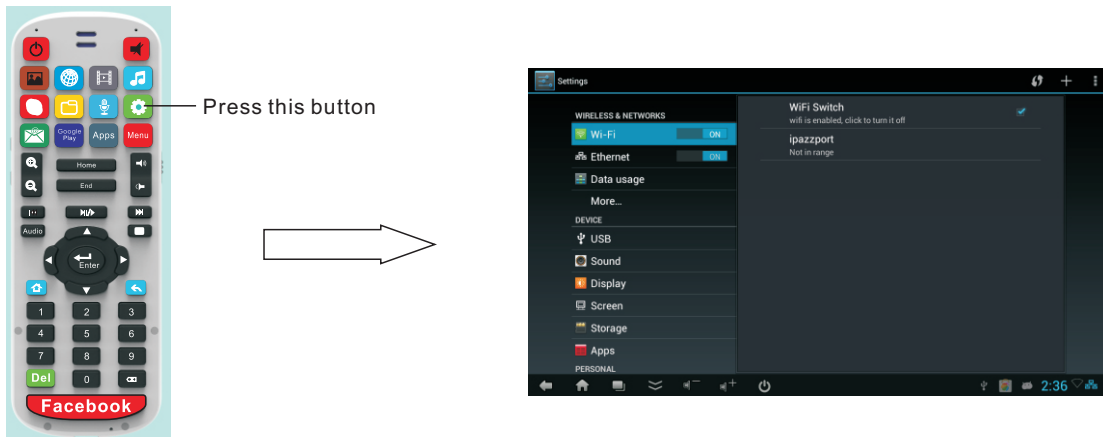 Press this button
Google
Play
Apps
Menu
Home
End
Audio
Enter
1
2
3
4
5
6
7
8
9
Del
0
Facebook
Settings
WIRELESS & NETWORKS
Wi-Fi
ON
Ethernet
ON
Data usage
More...
DEVICE
USB
Sound
Display
Screen
Storage
Apps
PERSONAL
WiFi Switch
wifi is enabled, click to turn it off
ipazzport
Not in range
2:36